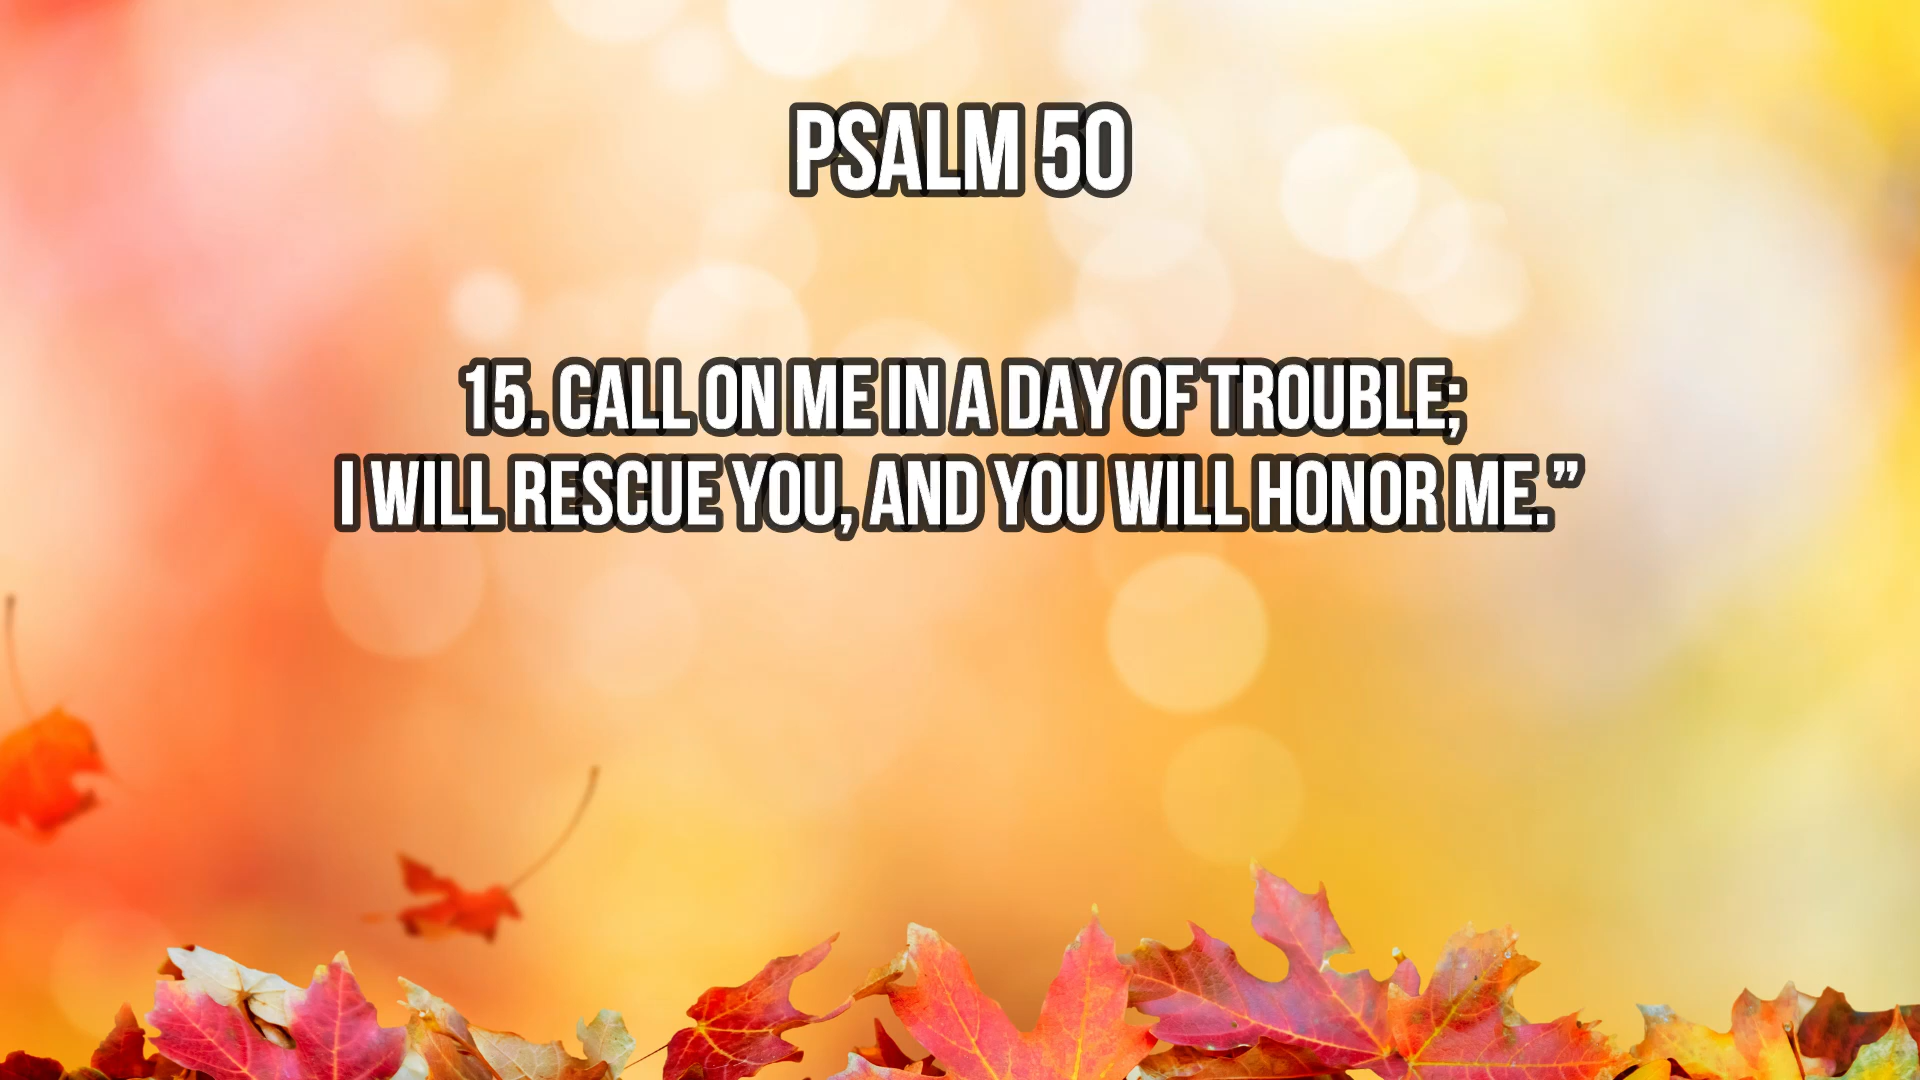 PSALM 50
15. CALL ON ME IN A DAY OF TROUBLE;
I WILL RESCUE YOU, AND YOU WILL HONOR ME.”